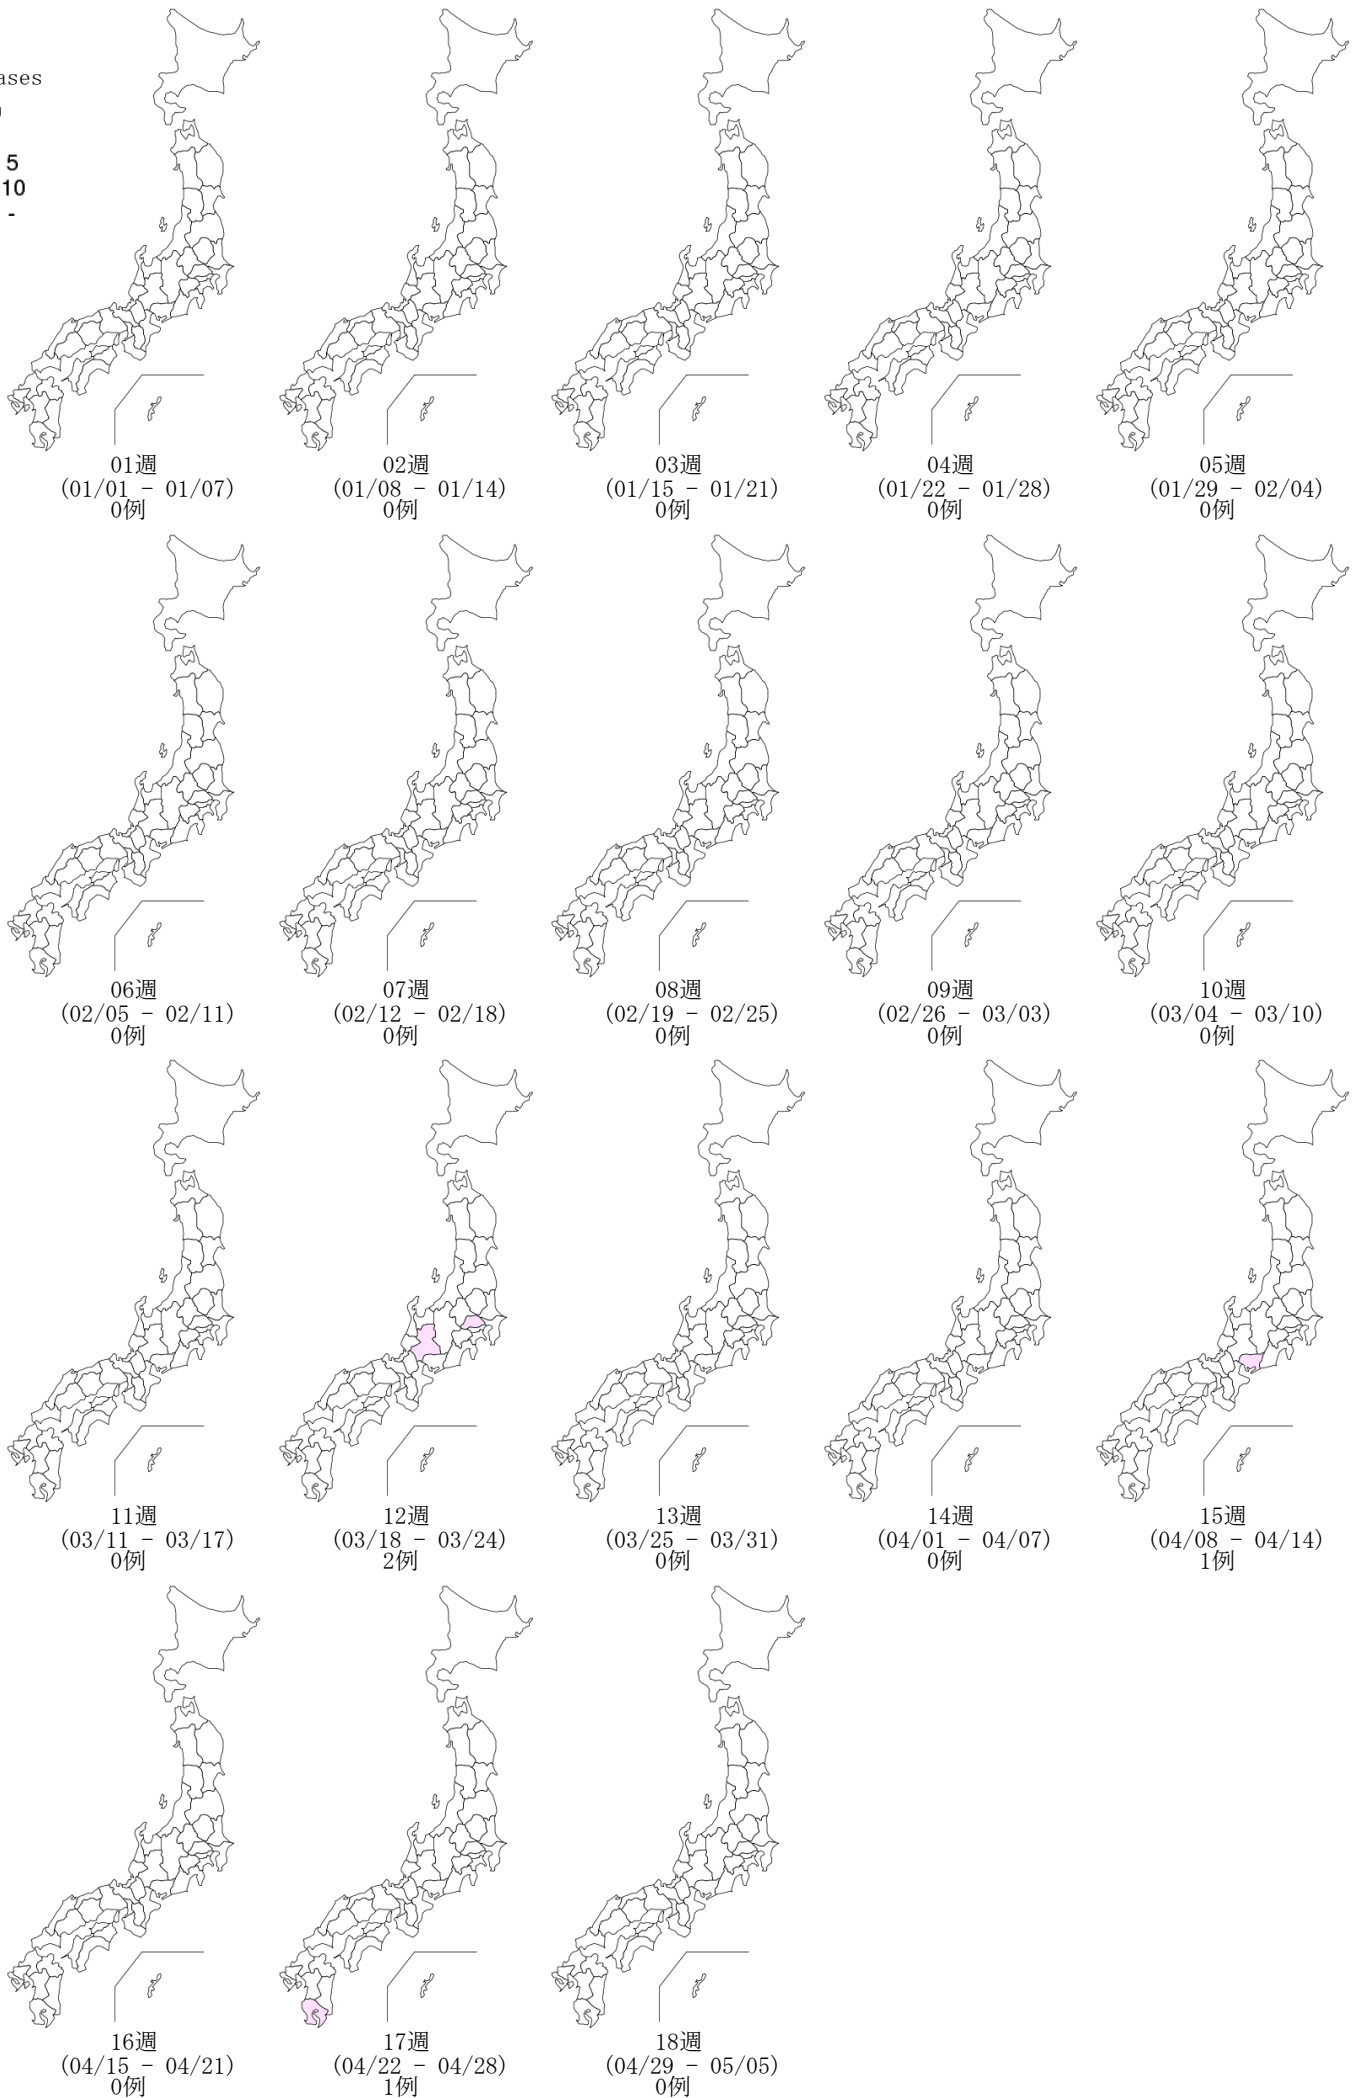 ases
5
10
-
01週
(01/01 - 01/07)
0例
02週
(01/08 - 01/14)
0例
03週
(01/15 - 01/21)
0例
04週
(01/22 - 01/28)
0例
05週
(01/29 - 02/04)
0例
06週
(02/05 - 02/11)
0例
07週
(02/12 - 02/18)
0例
08週
(02/19 - 02/25)
0例
09週
(02/26 - 03/03)
0例
10週
(03/04 - 03/10)
0例
11週
(03/11 - 03/17)
0例
12週
(03/18 - 03/24)
2例
13週
(03/25 - 03/31)
0例
14週
(04/01 - 04/07)
0例
15週
(04/08 - 04/14)
1例
16週
(04/15 - 04/21)
0例
17週
(04/22 - 04/28)
1例
18週
(04/29 - 05/05)
0例